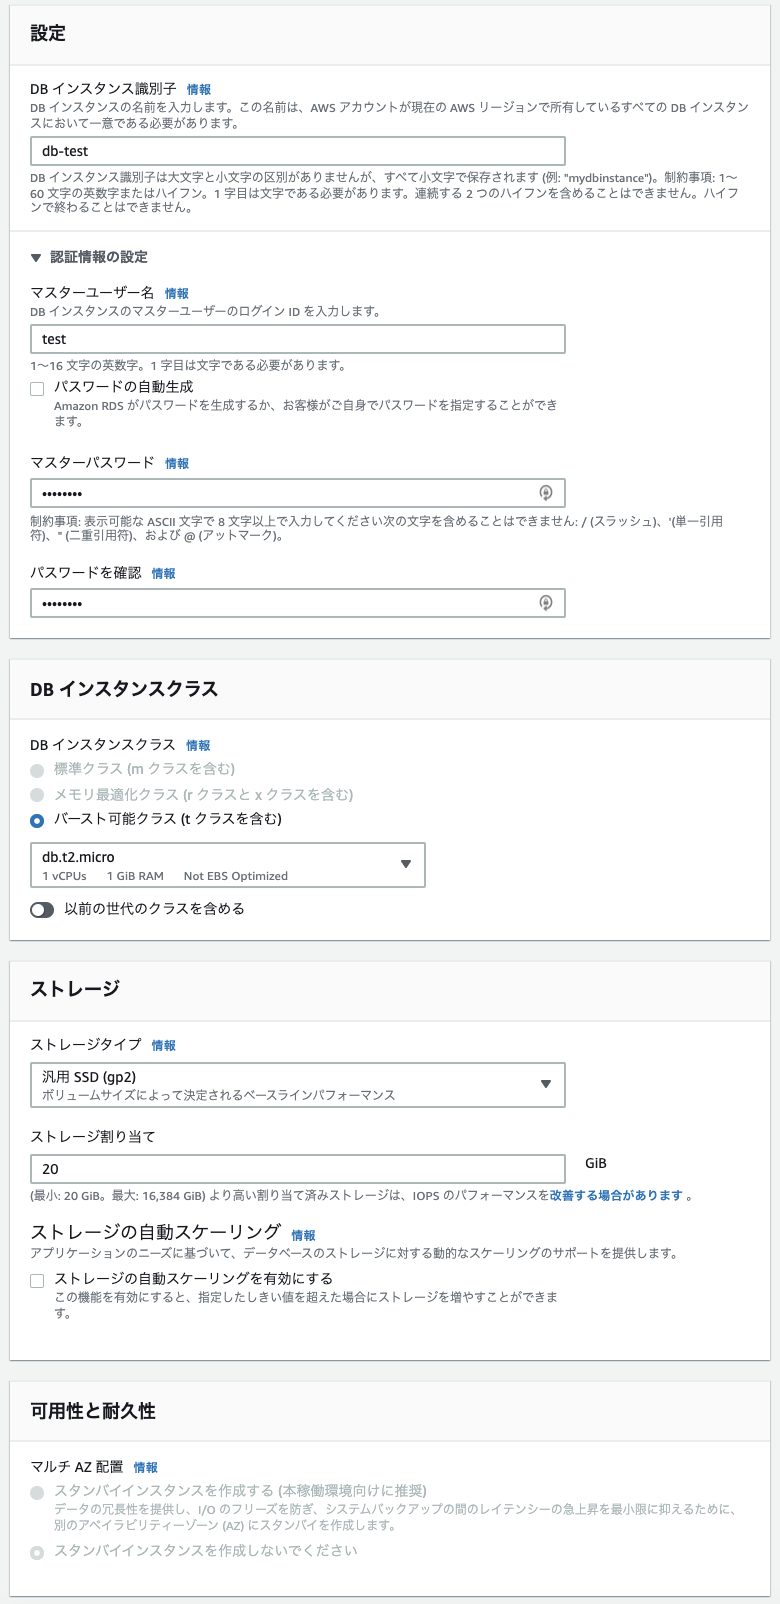 設定
DB インスタンス識別子 情報
DB インスタンスの名前を入力します。この名前は、AWS アカウントが現在の AWS リージョンで所有しているすべての DB インスタン
スにおいて一意である必要があります。
db-test
DB インスタンス識別子は大文字と小文字の区別がありませんが、すべて小文字で保存されます (例: "mydbinstance")。制約事項: 1〜
60 文字の英数字またはハイフン。1 字目は文字である必要があります。連続する 2 つのハイフンを含めることはできません。ハイフ
ンで終わることはできません。
▼ 認証情報の設定
マスターユーザー名 情報
DB インスタンスのマスターユーザーのログイン ID を入力します。
test
1〜16 文字の英数字。1 字目は文字である必要があります。
パスワードの自動生成
Amazon RDS がパスワードを生成するか、お客様がご自身でパスワードを指定することができ
ます。
マスターパスワード 情報
••••••••
制約事項: 表示可能な ASCII 文字で 8 文字以上で入力してください次の文字を含めることはできません: / (スラッシュ)、'(単一引用
符)、" (二重引用符)、および @ (アットマーク)。
パスワードを確認 情報
••••••••
DB インスタンスクラス
DB インスタンスクラス 情報
標準クラス (m クラスを含む)
メモリ最適化クラス (r クラスと x クラスを含む)
バースト可能クラス (t クラスを含む)
db.t2.micro
1 vCPUs 1 GiB RAM Not EBS Optimized
以前の世代のクラスを含める
ストレージ
ストレージタイプ 情報
汎用 SSD (gp2)
ボリュームサイズによって決定されるベースラインパフォーマンス
ストレージ割り当て
20 GiB
(最小: 20 GiB。最大: 16,384 GiB) より高い割り当て済みストレージは、IOPS のパフォーマンスを改善する場合があります 。
ストレージの自動スケーリング 情報
アプリケーションのニーズに基づいて、データベースのストレージに対する動的なスケーリングのサポートを提供します。
ストレージの自動スケーリングを有効にする
この機能を有効にすると、指定したしきい値を超えた場合にストレージを増やすことができま
す。
可用性と耐久性
マルチ AZ 配置 情報
スタンバイインスタンスを作成する (本稼働環境向けに推奨)
データの冗長性を提供し、I/O のフリーズを防ぎ、システムバックアップの間のレイテンシーの急上昇を最小限に抑えるために、
別のアベイラビリティーゾーン (AZ) にスタンバイを作成します。
スタンバイインスタンスを作成しないでください